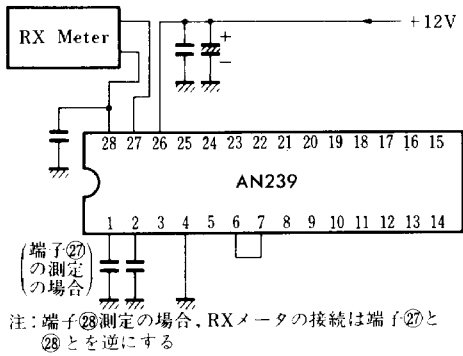 RX Meter
+12V
+
−
28 27 26 25 24 23 22 21 20 19 18 17 16 15
AN239
1 2 3 4 5 6 7 8 9 10 11 12 13 14
(端子㉗
の測定
の場合)
注：端子㉘測定の場合，RXメータの接続は端子㉗と
㉘とを逆にする